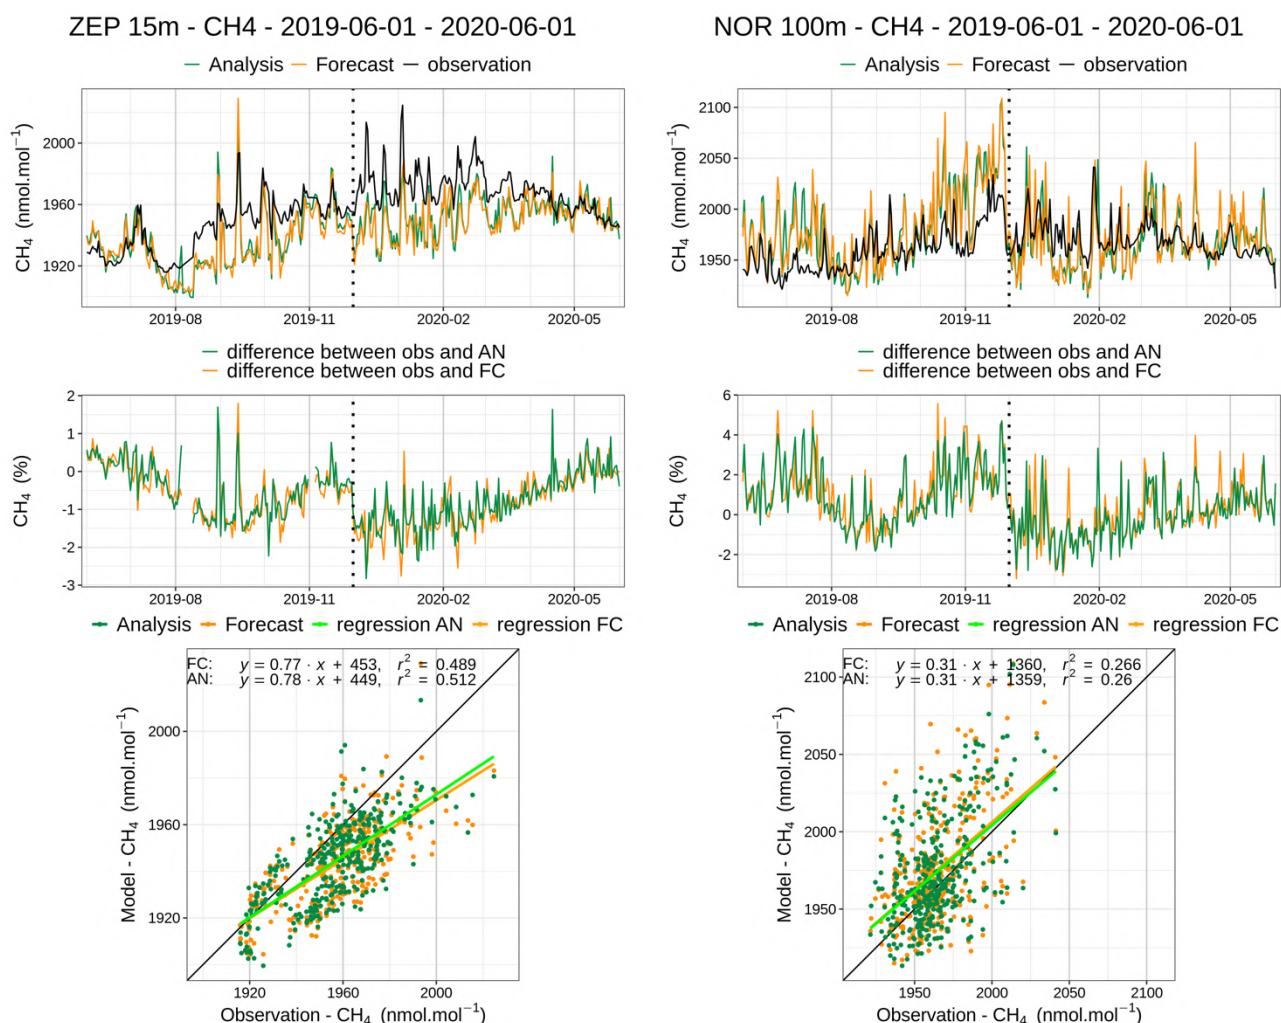 ZEP 15m - CH4 - 2019-06-01 - 2020-06-01
Analysis Forecast observation
CH₄ (nmol.mol⁻¹)
2000
1960
1920
2019-08 2019-11 2020-02 2020-05
difference between obs and AN
difference between obs and FC
CH₄ (%)
2
1
0
-1
-2
-3
2019-08 2019-11 2020-02 2020-05
Analysis Forecast regression AN regression FC
FC: y = 0.77 · x + 453, r² = 0.489
AN: y = 0.78 · x + 449, r² = 0.512
Model - CH₄ (nmol.mol⁻¹)
2000
1960
1920
1920 1960 2000
Observation - CH₄ (nmol.mol⁻¹)
NOR 100m - CH4 - 2019-06-01 - 2020-06-01
Analysis Forecast observation
CH₄ (nmol.mol⁻¹)
2100
2050
2000
1950
2019-08 2019-11 2020-02 2020-05
difference between obs and AN
difference between obs and FC
CH₄ (%)
6
4
2
0
-2
2019-08 2019-11 2020-02 2020-05
Analysis Forecast regression AN regression FC
FC: y = 0.31 · x + 1360, r² = 0.266
AN: y = 0.31 · x + 1359, r² = 0.26
Model - CH₄ (nmol.mol⁻¹)
2100
2050
2000
1950
1950 2000 2050 2100
Observation - CH₄ (nmol.mol⁻¹)